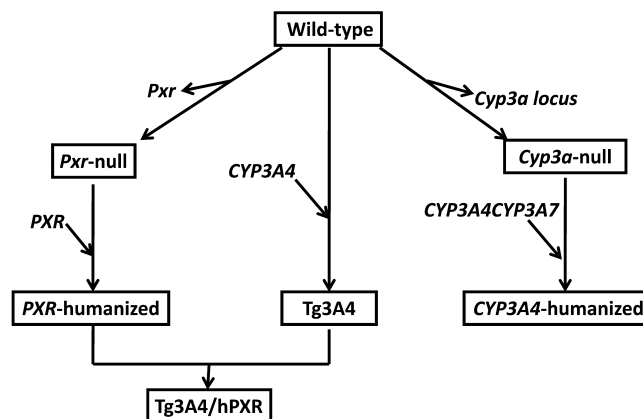 Wild-type
Pxr
Cyp3a locus
Pxr-null
CYP3A4
Cyp3a-null
PXR
CYP3A4CYP3A7
PXR-humanized
Tg3A4
CYP3A4-humanized
Tg3A4/hPXR